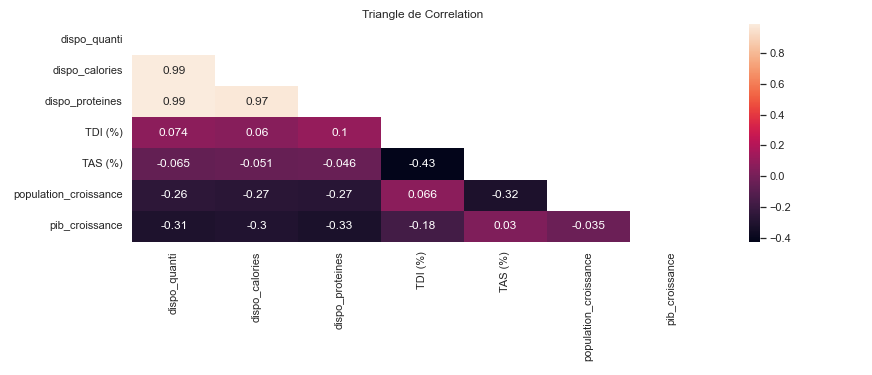 Triangle de Correlation
dispo_quanti
dispo_calories 0.99
dispo_proteines 0.99 0.97
TDI (%) 0.074 0.06 0.1
TAS (%) -0.065 -0.051 -0.046 -0.43
population_croissance -0.26 -0.27 -0.27 0.066 -0.32
pib_croissance -0.31 -0.3 -0.33 -0.18 0.03 -0.035
dispo_quanti
dispo_calories
dispo_proteines
TDI (%)
TAS (%)
population_croissance
pib_croissance
0.8
0.6
0.4
0.2
0.0
−0.2
−0.4